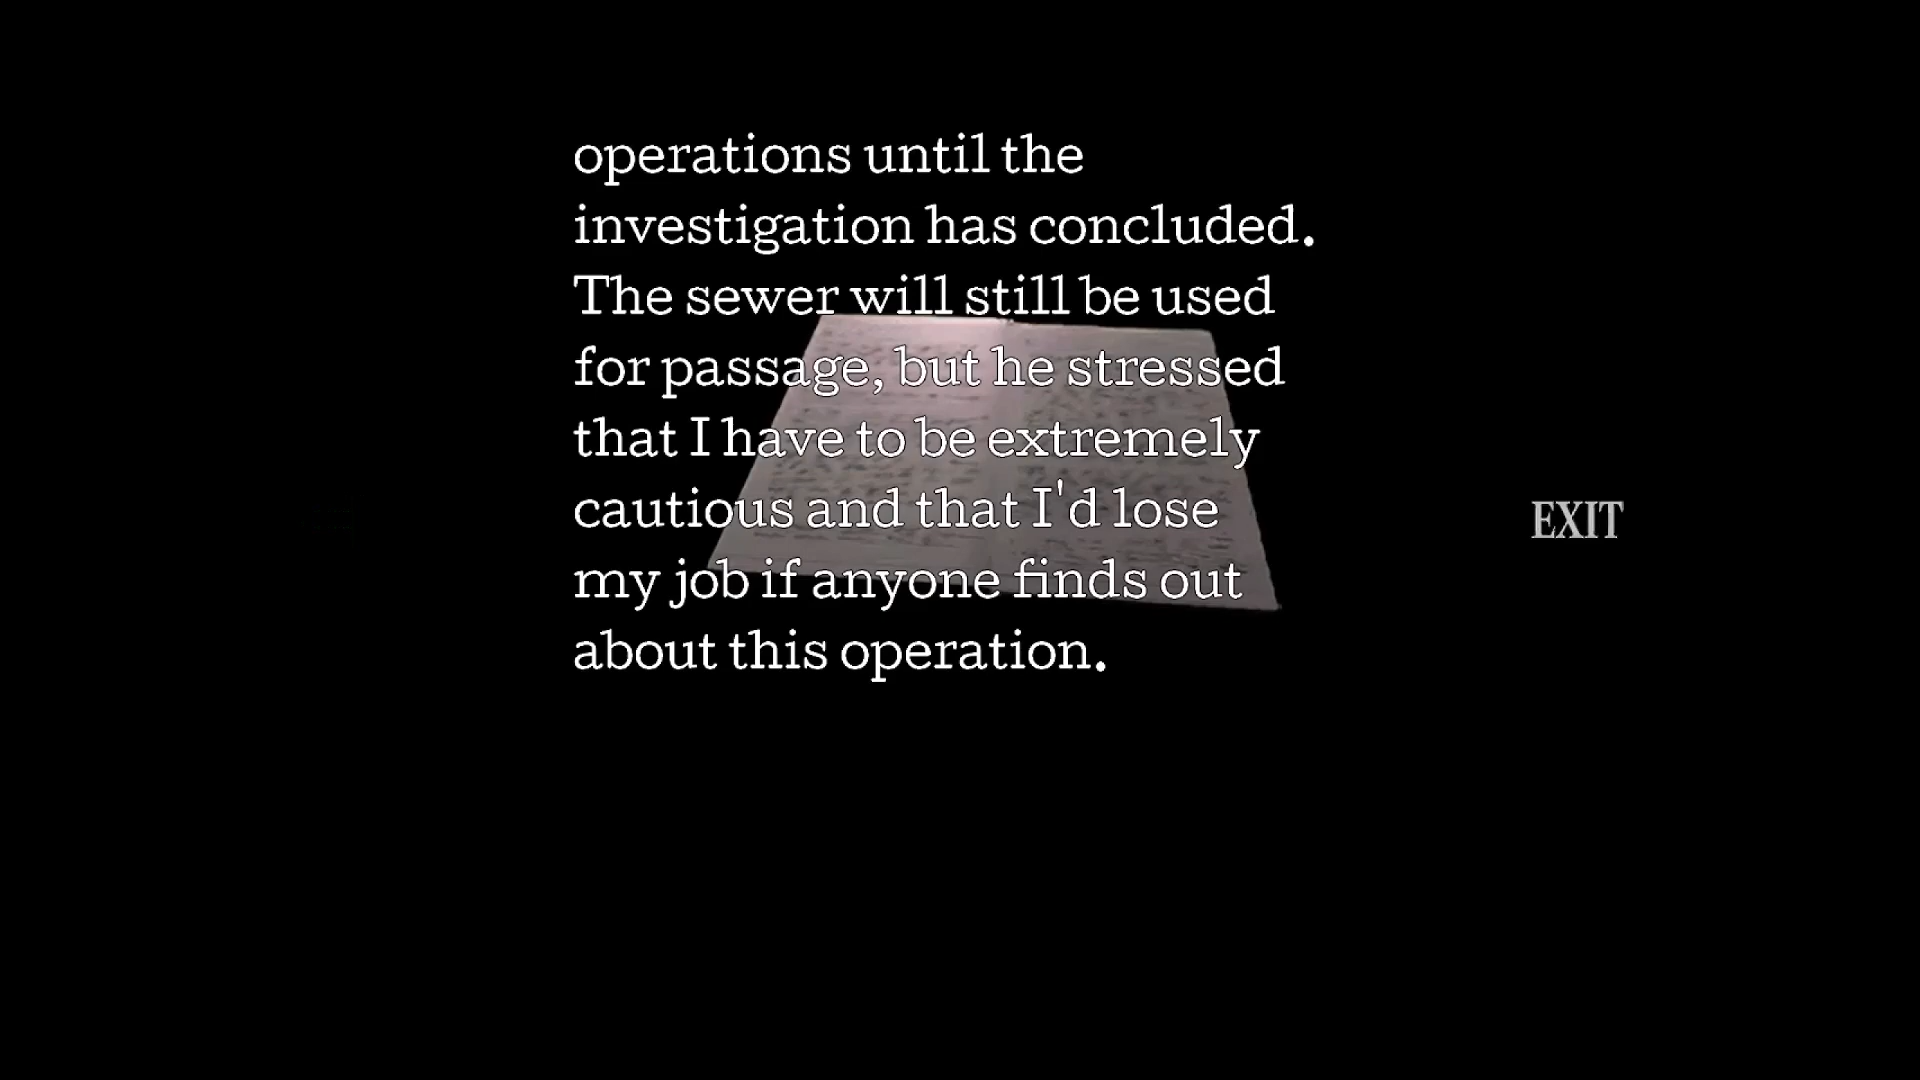 operations until the
investigation has concluded.
The sewer will still be used
for passage, but he stressed
that I have to be extremely
cautious and that I'd lose
my job if anyone finds out
about this operation.
EXIT